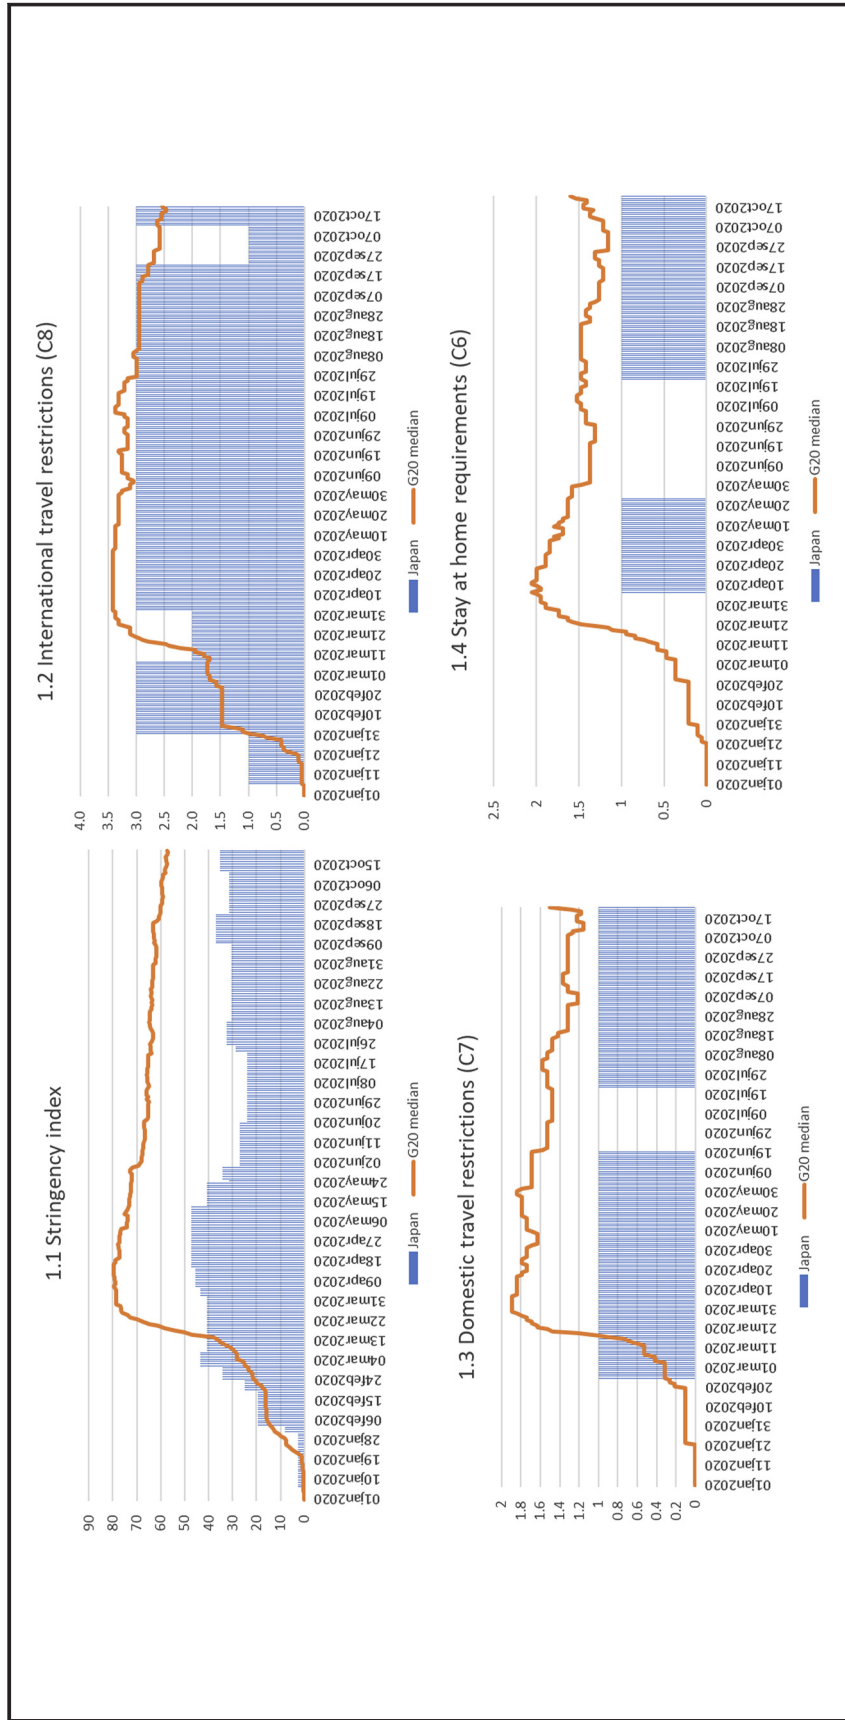 1.1 Stringency index
90
80
70
60
50
40
30
20
10
0
01jan2020
10jan2020
19jan2020
28jan2020
06feb2020
15feb2020
24feb2020
04mar2020
13mar2020
22mar2020
31mar2020
09apr2020
18apr2020
27apr2020
06may2020
15may2020
24may2020
02jun2020
11jun2020
20jun2020
29jun2020
08jul2020
17jul2020
26jul2020
04aug2020
13aug2020
22aug2020
31aug2020
09sep2020
18sep2020
27sep2020
06oct2020
15oct2020
Japan G20 median
1.2 International travel restrictions (C8)
4.0
3.5
3.0
2.5
2.0
1.5
1.0
0.5
0.0
01jan2020
11jan2020
21jan2020
31jan2020
10feb2020
20feb2020
01mar2020
11mar2020
21mar2020
31mar2020
10apr2020
20apr2020
30apr2020
10may2020
20may2020
30may2020
09jun2020
19jun2020
29jun2020
09jul2020
19jul2020
29jul2020
08aug2020
18aug2020
28aug2020
07sep2020
17sep2020
27sep2020
07oct2020
17oct2020
Japan G20 median
1.3 Domestic travel restrictions (C7)
2
1.8
1.6
1.4
1.2
1
0.8
0.6
0.4
0.2
0
01jan2020
11jan2020
21jan2020
31jan2020
10feb2020
20feb2020
01mar2020
11mar2020
21mar2020
31mar2020
10apr2020
20apr2020
30apr2020
10may2020
20may2020
30may2020
09jun2020
19jun2020
29jun2020
09jul2020
19jul2020
29jul2020
08aug2020
18aug2020
28aug2020
07sep2020
17sep2020
27sep2020
07oct2020
17oct2020
Japan G20 median
1.4 Stay at home requirements (C6)
2.5
2
1.5
1
0.5
0
01jan2020
11jan2020
21jan2020
31jan2020
10feb2020
20feb2020
01mar2020
11mar2020
21mar2020
31mar2020
10apr2020
20apr2020
30apr2020
10may2020
20may2020
30may2020
09jun2020
19jun2020
29jun2020
09jul2020
19jul2020
29jul2020
08aug2020
18aug2020
28aug2020
07sep2020
17sep2020
27sep2020
07oct2020
17oct2020
Japan G20 median